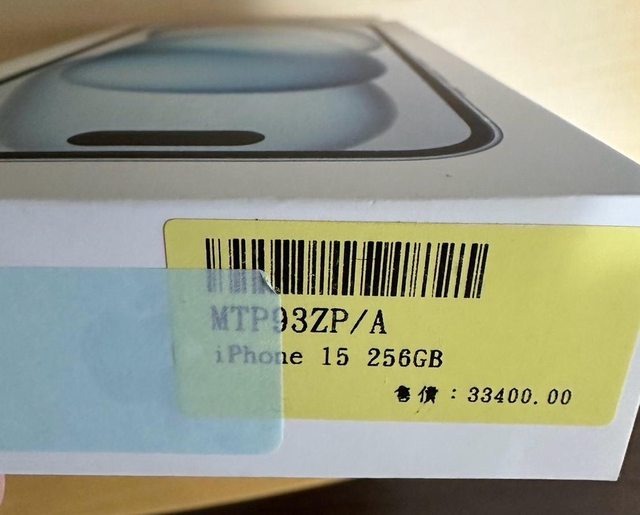 MTP93ZP/A
iPhone 15 256GB
售價：33400.00